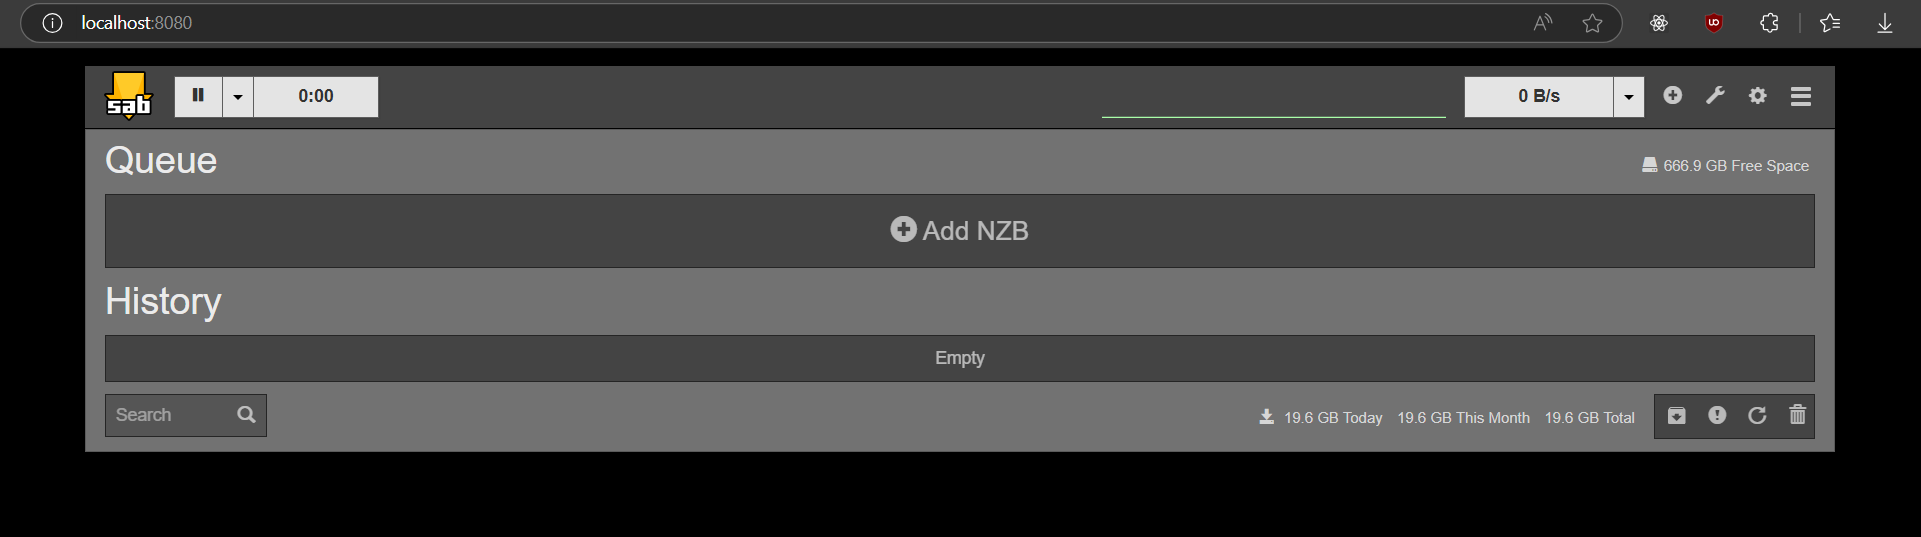 localhost:8080
sab
0:00
0 B/s
Queue
666.9 GB Free Space
Add NZB
History
Empty
Search
19.6 GB Today 19.6 GB This Month 19.6 GB Total